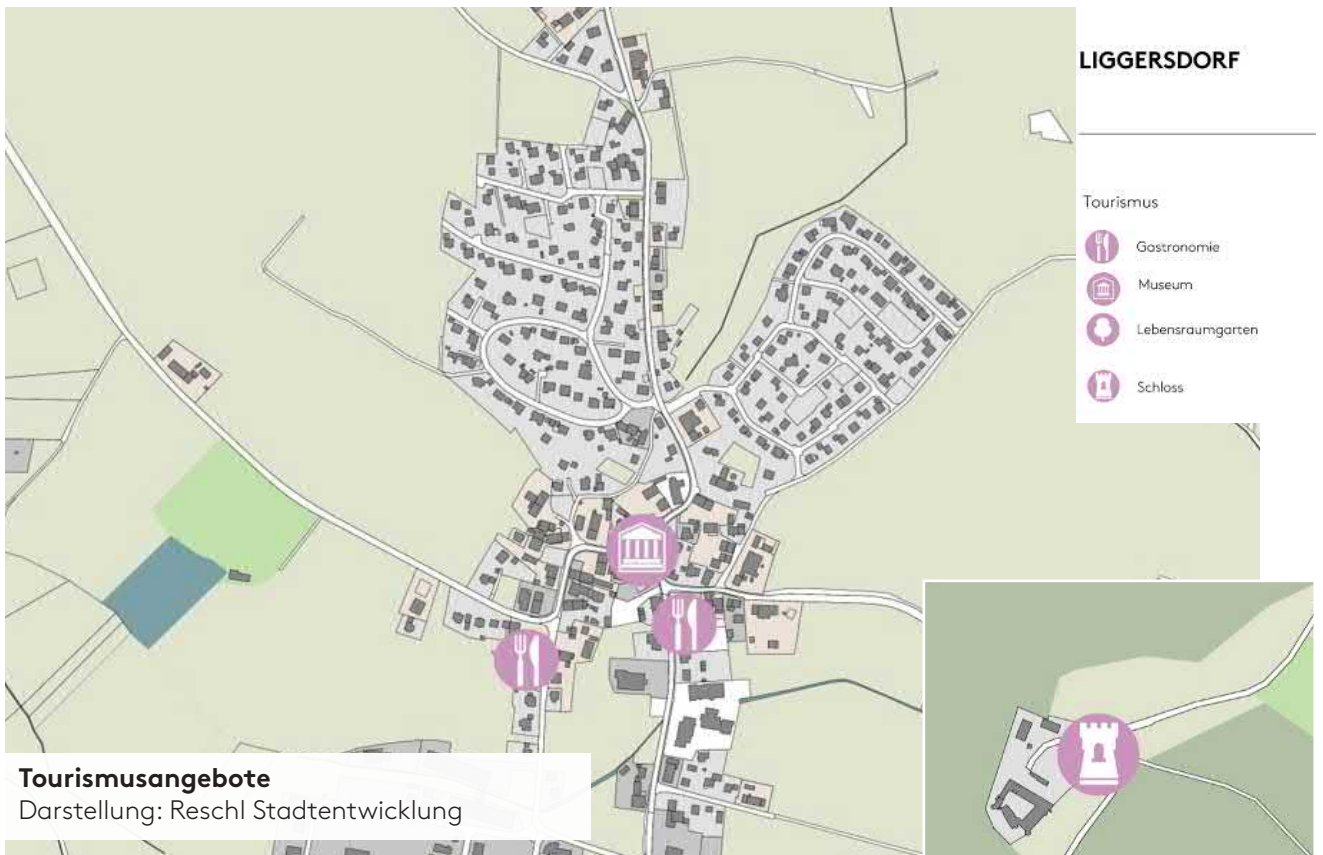 LIGGERSDORF
Tourismus
Gastronomie
Museum
Lebensraumgarten
Schloss
Tourismusangebote
Darstellung: Reschl Stadtentwicklung